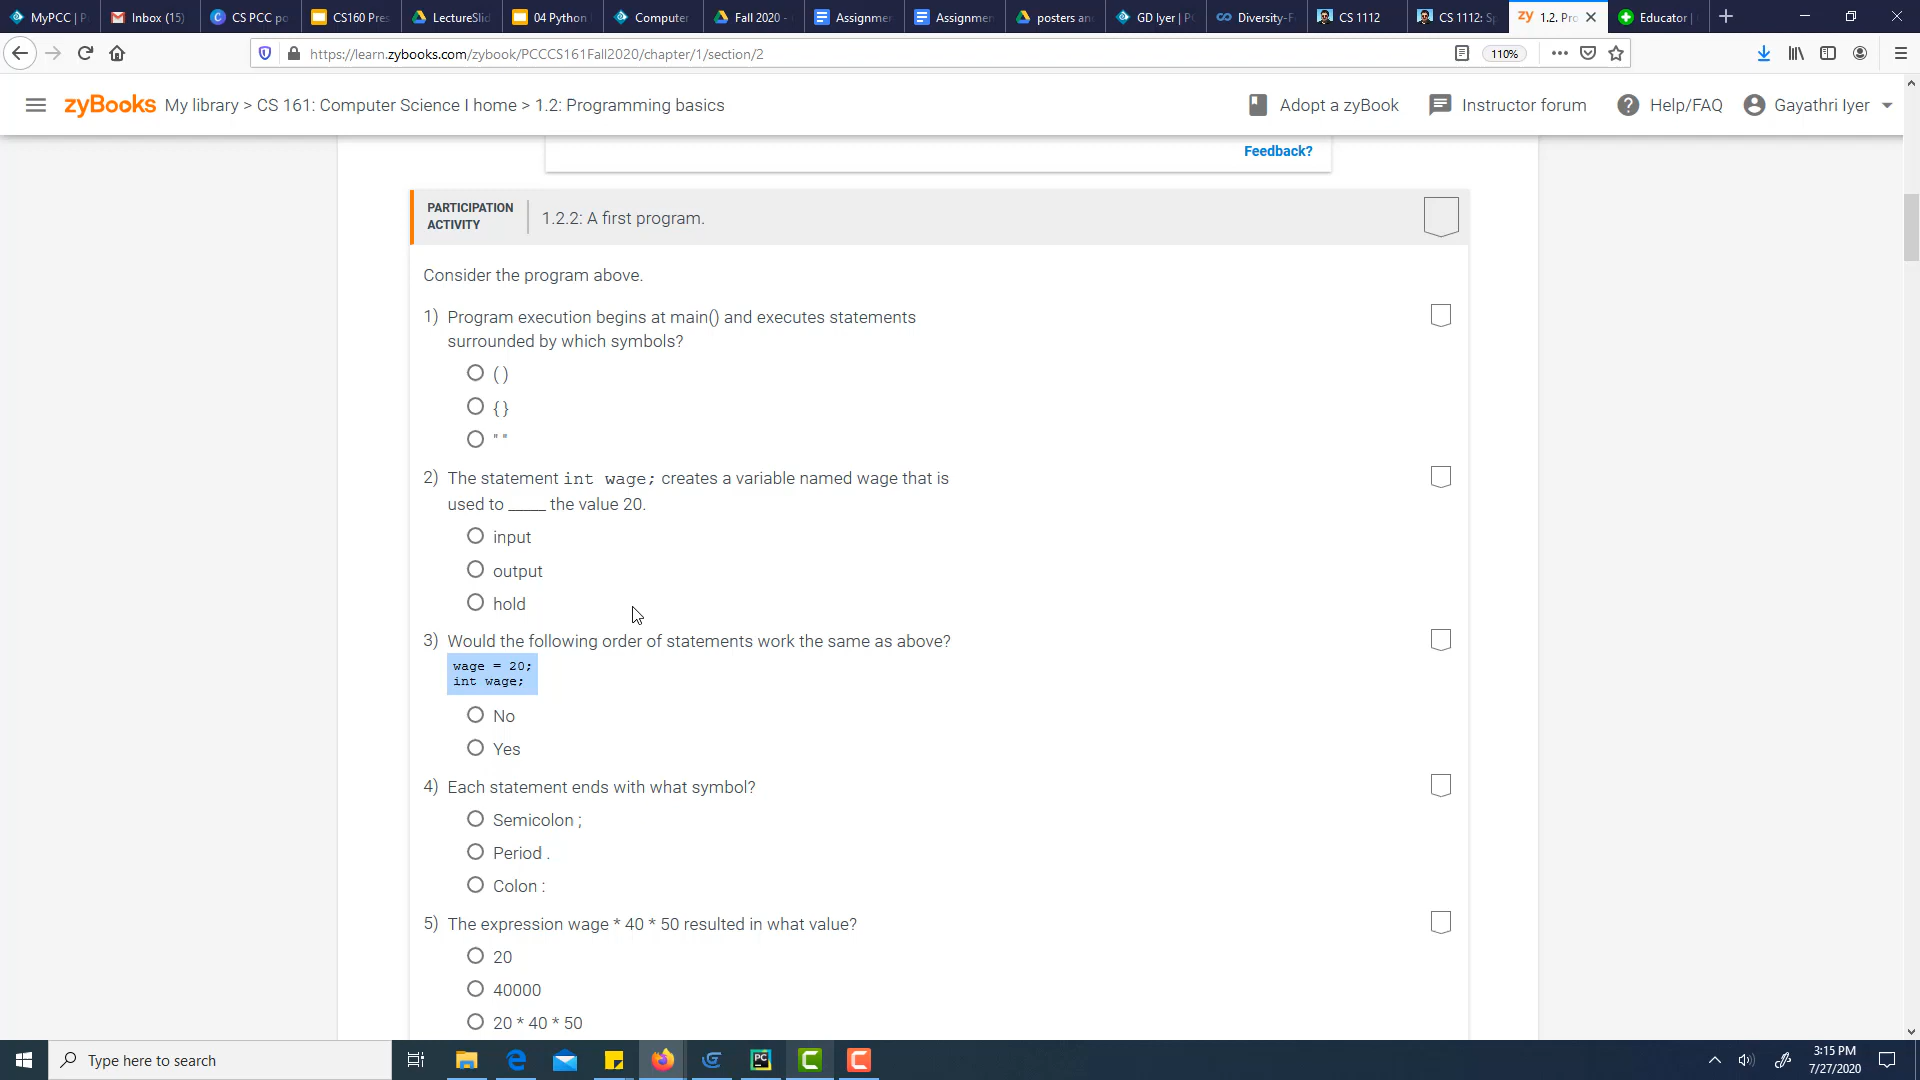 MyPCC | P
Inbox (15)
CS PCC po
CS160 Pres
LectureSlid
04 Python
Computer
Fall 2020 -
Assignmer
Assignmen
posters an
GD Iyer | P
Diversity-F
CS 1112
CS 1112: S
zy 1.2. Pro
Educator |
https://learn.zybooks.com/zybook/PCCCS161Fall2020/chapter/1/section/2
110%
zyBooks My library > CS 161: Computer Science I home > 1.2: Programming basics
Adopt a zyBook
Instructor forum
Help/FAQ
Gayathri Iyer
Feedback?
PARTICIPATION
ACTIVITY
1.2.2: A first program.
Consider the program above.
1) Program execution begins at main() and executes statements
surrounded by which symbols?
( )
{ }
" "
2) The statement int wage; creates a variable named wage that is
used to _____ the value 20.
input
output
hold
3) Would the following order of statements work the same as above?
wage = 20;
int wage;
No
Yes
4) Each statement ends with what symbol?
Semicolon ;
Period .
Colon :
5) The expression wage * 40 * 50 resulted in what value?
20
40000
20 * 40 * 50
Type here to search
3:15 PM
7/27/2020